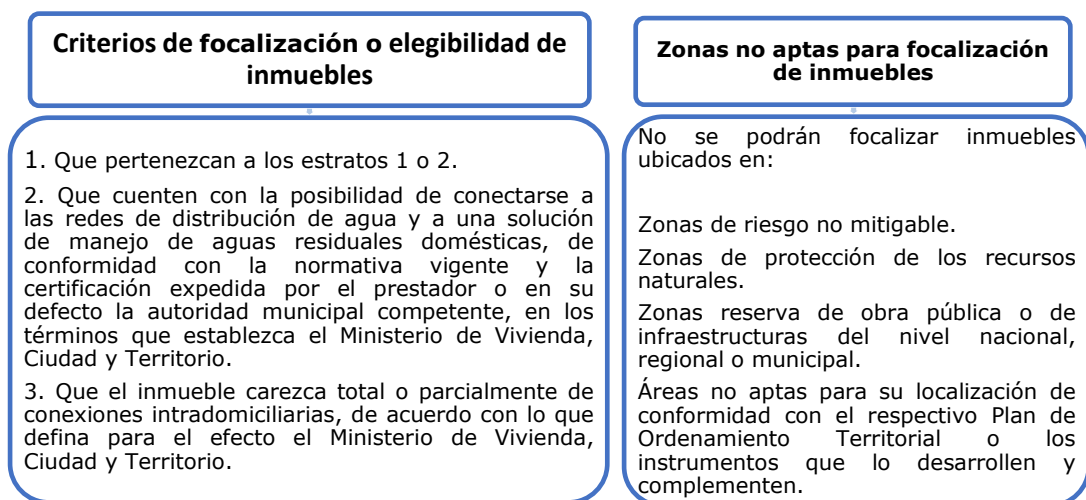 Criterios de focalización o elegibilidad de
inmuebles
1. Que pertenezcan a los estratos 1 o 2.
2. Que cuenten con la posibilidad de conectarse a
las redes de distribución de agua y a una solución
de manejo de aguas residuales domésticas, de
conformidad con la normativa vigente y la
certificación expedida por el prestador o en su
defecto la autoridad municipal competente, en los
términos que establezca el Ministerio de Vivienda,
Ciudad y Territorio.
3. Que el inmueble carezca total o parcialmente de
conexiones intradomiciliarias, de acuerdo con lo que
defina para el efecto el Ministerio de Vivienda,
Ciudad y Territorio.
Zonas no aptas para focalización
de inmuebles
No se podrán focalizar inmuebles
ubicados en:
Zonas de riesgo no mitigable.
Zonas de protección de los recursos
naturales.
Zonas reserva de obra pública o de
infraestructuras del nivel nacional,
regional o municipal.
Áreas no aptas para su localización de
conformidad con el respectivo Plan de
Ordenamiento Territorial o los
instrumentos que lo desarrollen y
complementen.